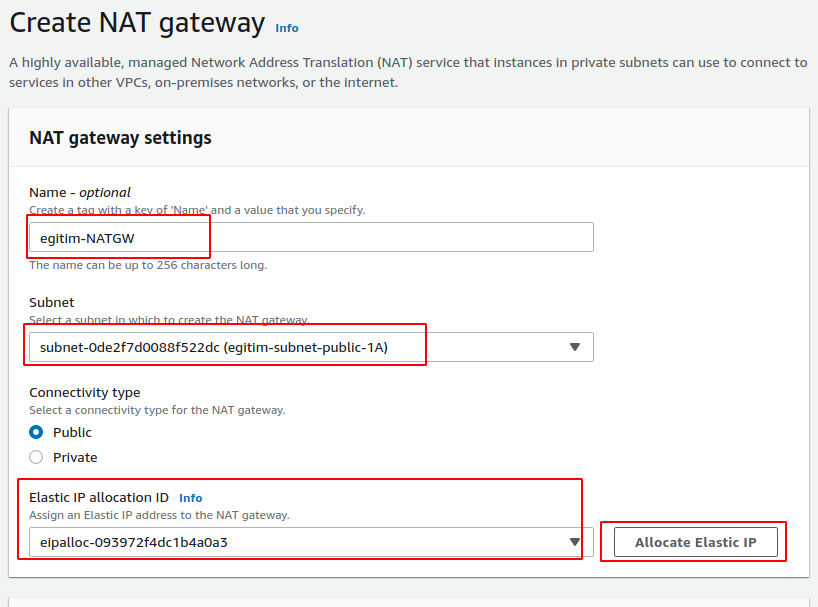 Create NAT gateway Info
A highly available, managed Network Address Translation (NAT) service that instances in private subnets can use to connect to
services in other VPCs, on-premises networks, or the internet.
NAT gateway settings
Name - optional
Create a tag with a key of 'Name' and a value that you specify.
egitim-NATGW
The name can be up to 256 characters long.
Subnet
Select a subnet in which to create the NAT gateway.
subnet-0de2f7d0088f522dc (egitim-subnet-public-1A)
Connectivity type
Select a connectivity type for the NAT gateway.
Public
Private
Elastic IP allocation ID Info
Assign an Elastic IP address to the NAT gateway.
eipalloc-093972f4dc1b4a0a3
Allocate Elastic IP